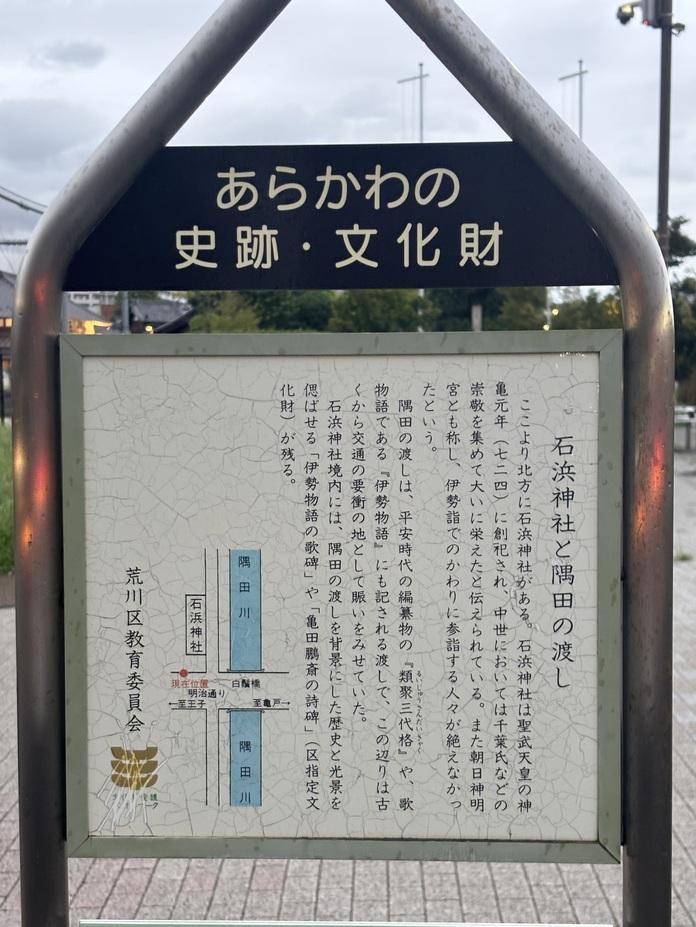 あらかわの
史跡・文化財
石浜神社と隅田の渡し
ここより北方に石浜神社がある。石浜神社は聖武天皇の神
亀元年（七二四）に創祀され、中世においては千葉氏などの
崇敬を集めて大いに栄えたと伝えられている。また朝日神明
宮とも称し、伊勢詣でのかわりに参詣する人々が絶えなかっ
たという。
隅田の渡しは、平安時代の編纂物の『類聚三代格』や、歌
るいじゅうさんだいきゃく
物語である『伊勢物語』にも記される渡しで、この辺りは古
くから交通の要衝の地として賑いをみせていた。
石浜神社境内には、隅田の渡しを背景にした歴史と光景を
偲ばせる「伊勢物語の歌碑」や「亀田鵬斎の詩碑」（区指定文
化財）が残る。
隅田川
石浜神社
現在位置
白鬚橋
明治通り
←至王子
至亀戸→
隅田川
荒川区教育委員会